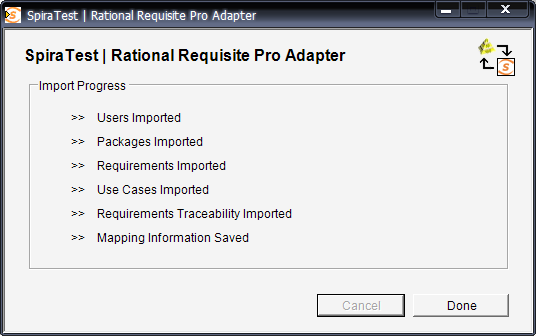 SpiraTest | Rational Requisite Pro Adapter
SpiraTest | Rational Requisite Pro Adapter
Import Progress
>> Users Imported
>> Packages Imported
>> Requirements Imported
>> Use Cases Imported
>> Requirements Traceability Imported
>> Mapping Information Saved
Cancel Done